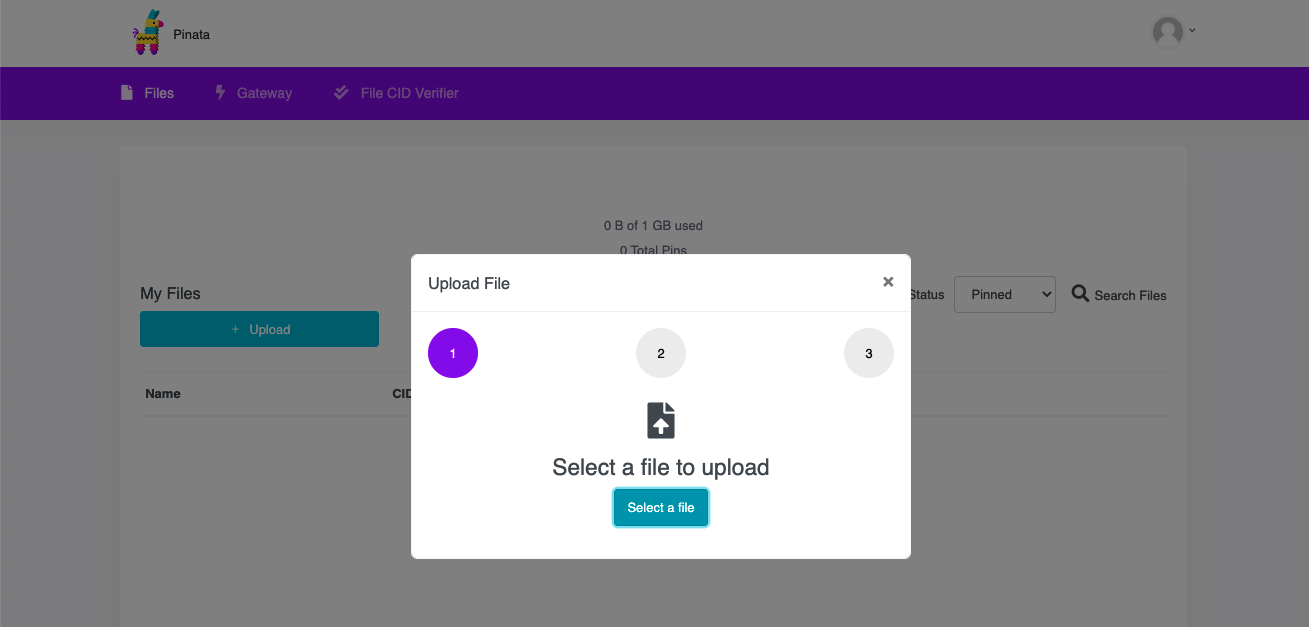 Pinata
Files
Gateway
File CID Verifier
0 B of 1 GB used
0 Total Pins
My Files
+ Upload
Status
Pinned
Search Files
Name
CID
Upload File
×
1
2
3
Select a file to upload
Select a file